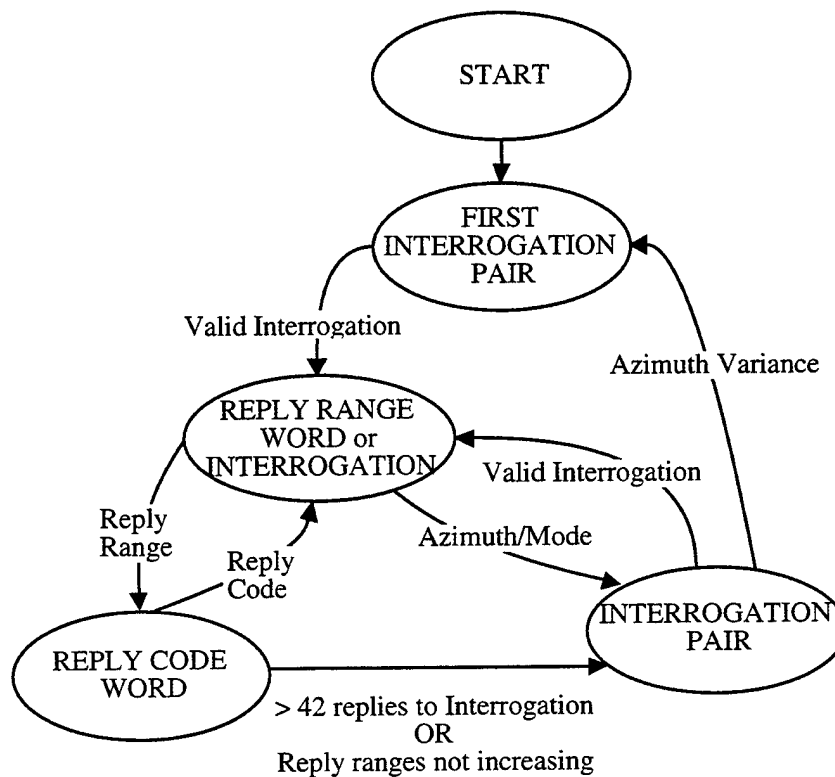 START
FIRST
INTERROGATION
PAIR
Valid Interrogation
Azimuth Variance
REPLY RANGE
WORD or
INTERROGATION
Valid Interrogation
Reply
Range
Reply
Code
Azimuth/Mode
INTERROGATION
PAIR
REPLY CODE
WORD
> 42 replies to Interrogation
OR
Reply ranges not increasing